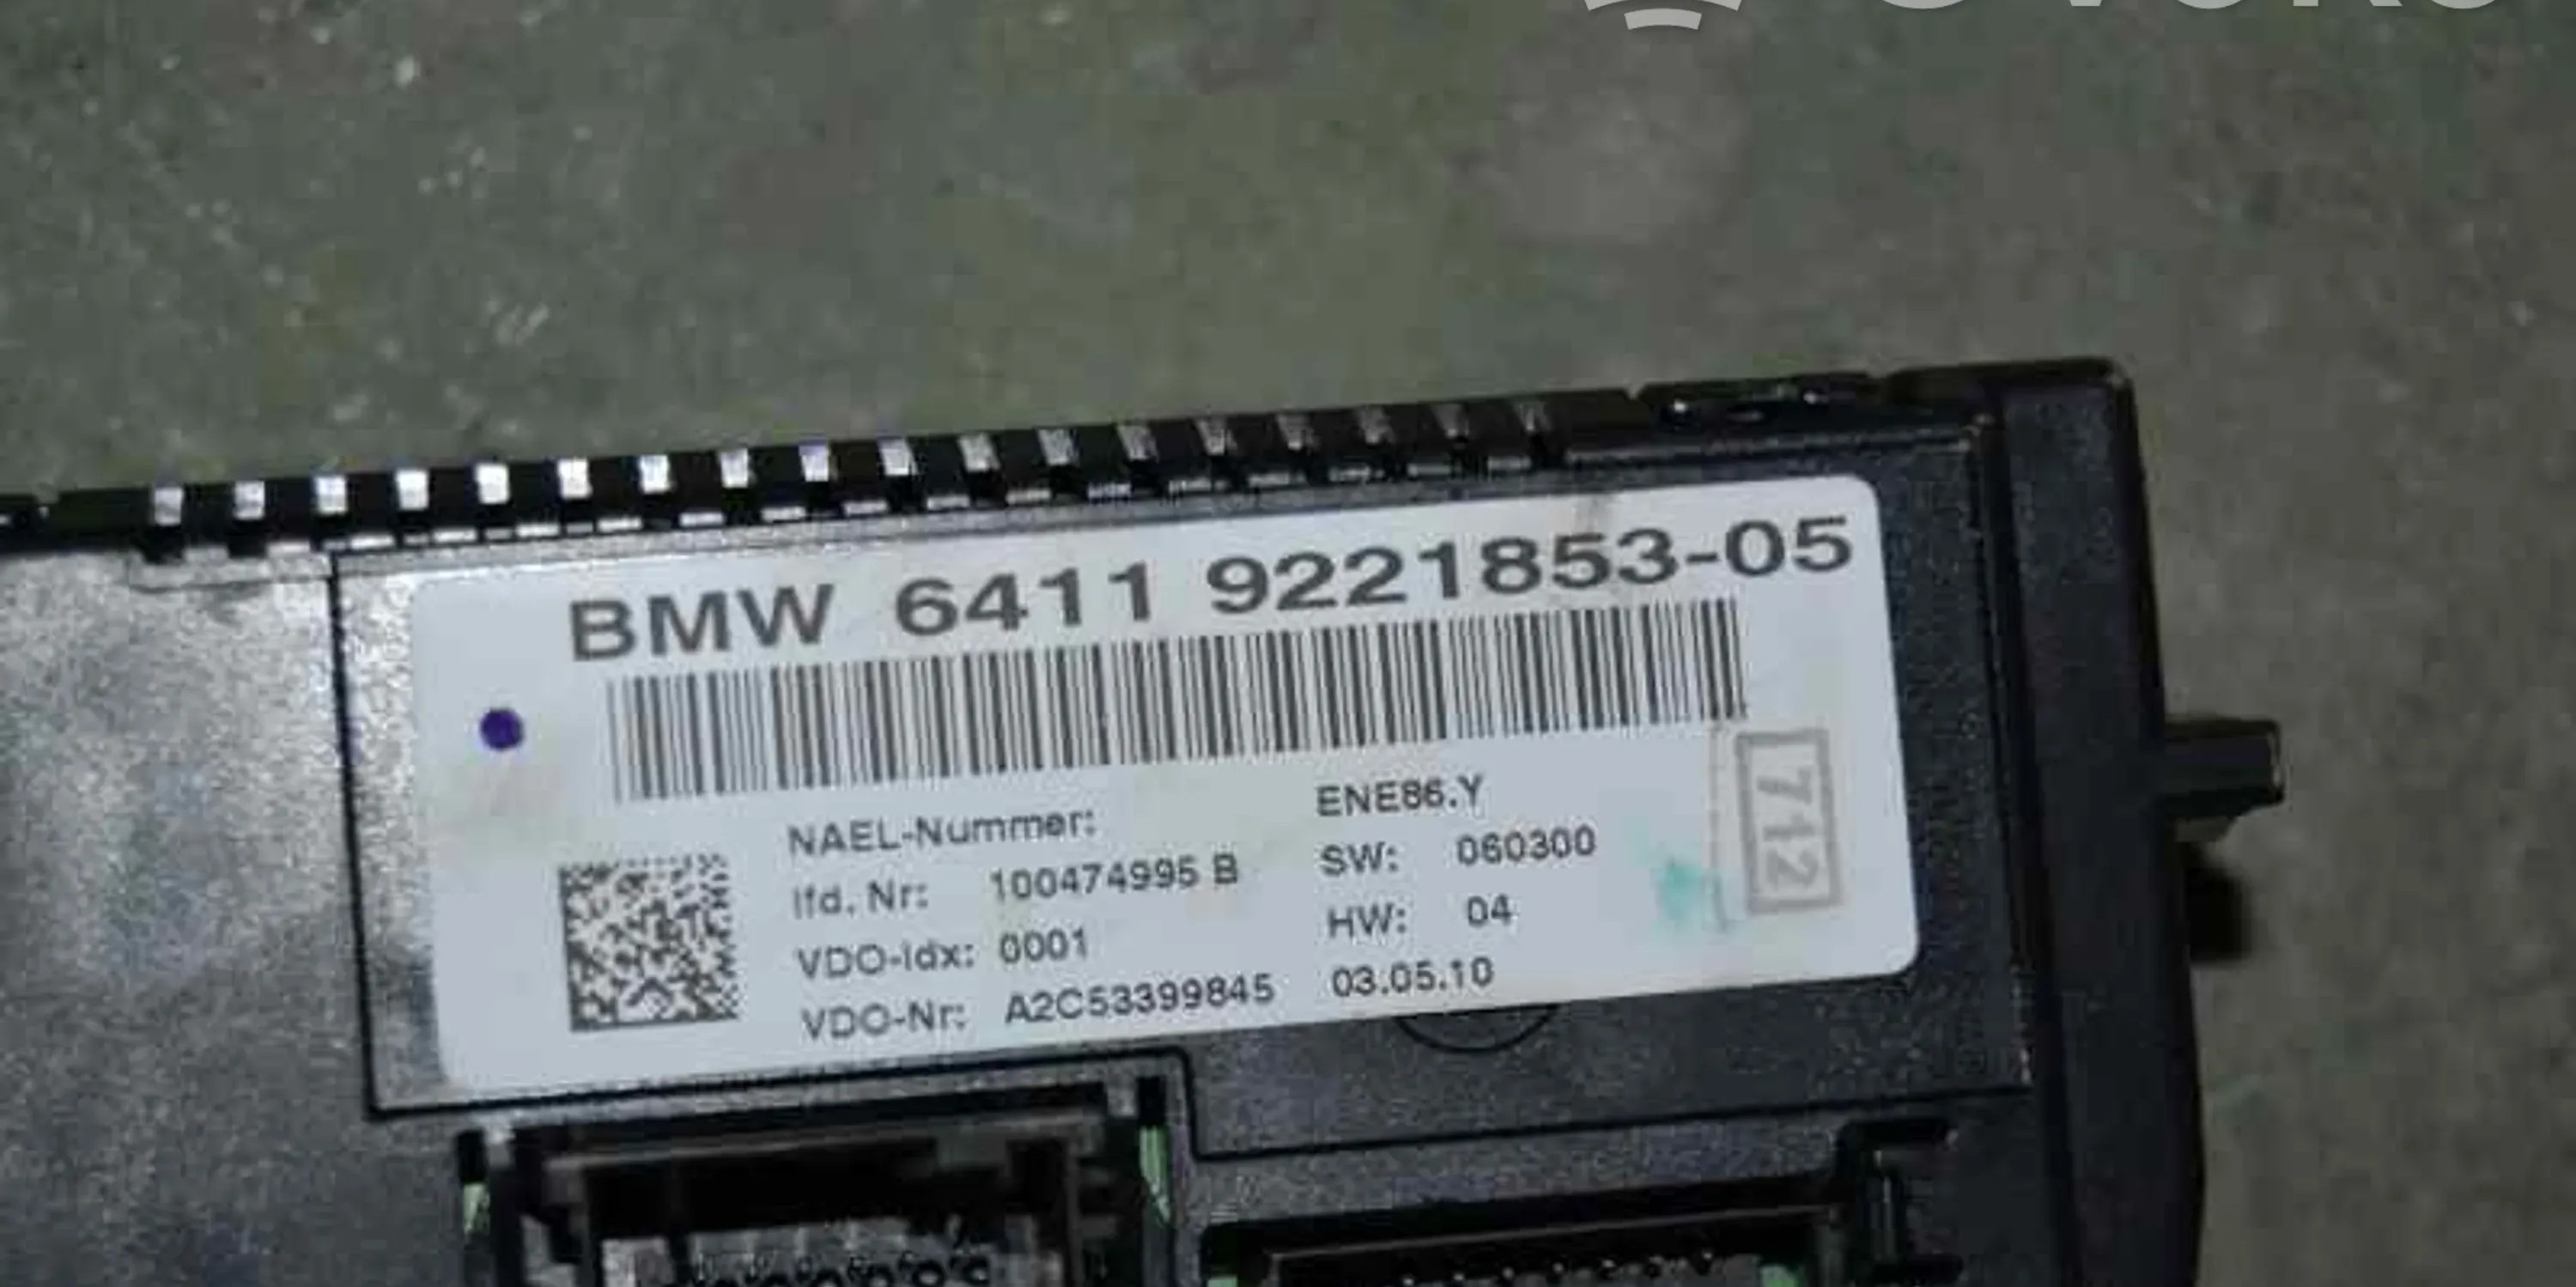 BMW 6411 9221853-05
NAEL-Nummer:
lfd. Nr: 100474995 B
VDO-Idx: 0001
VDO-Nr: A2C53399845
ENE86.Y
SW: 060300
HW: 04
03.05.10
712